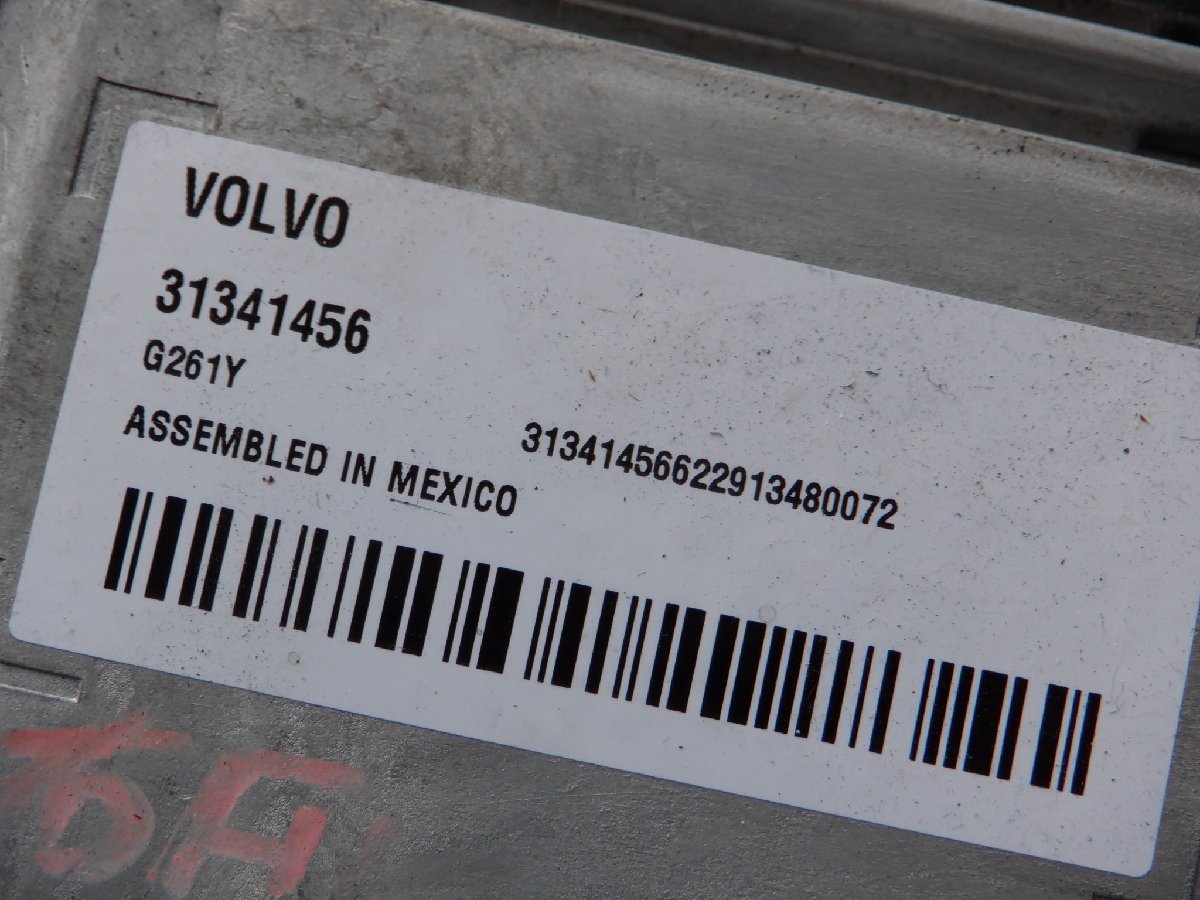 VOLVO
31341456
G261Y
ASSEMBLED IN MEXICO
31341456622913480072